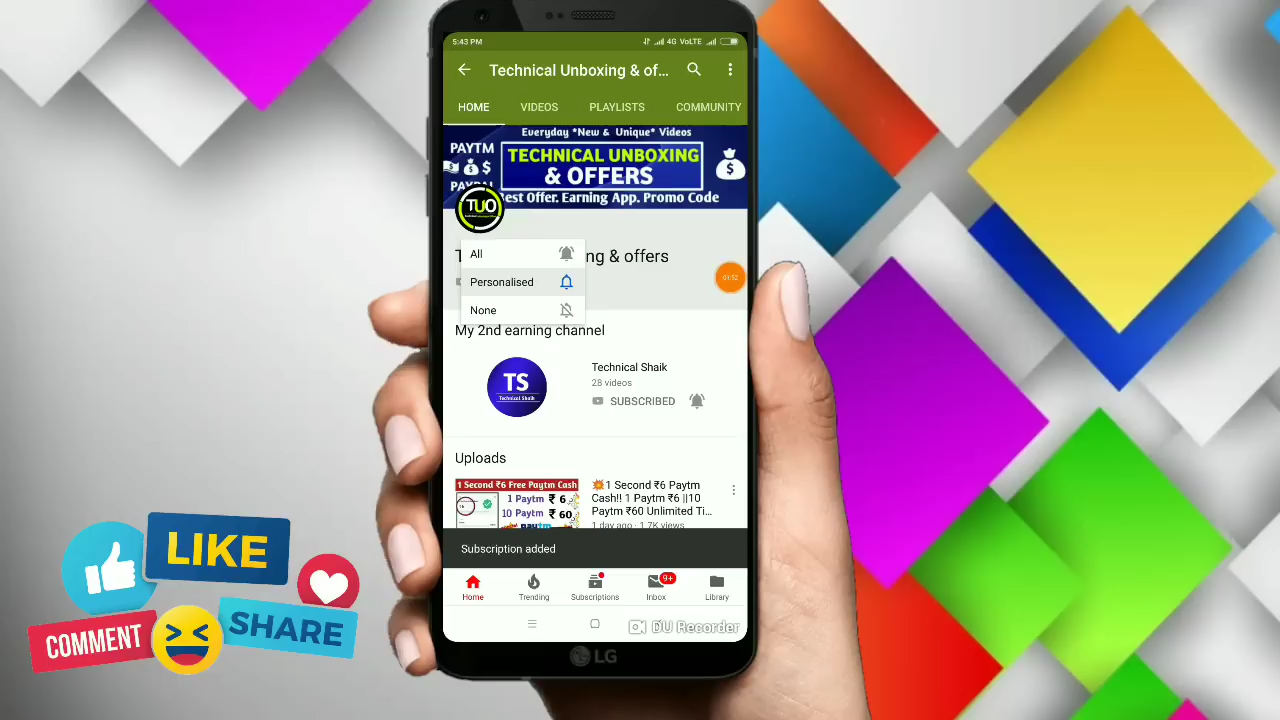 5:43 PM
4G VoLTE
Technical Unboxing & of...
HOME VIDEOS PLAYLISTS COMMUNITY
Everyday *New & Unique* Videos
PAYTM
TECHNICAL UNBOXING
& OFFERS
est Offer. Earning App. Promo Code
TUO
All
ng & offers
Personalised
01:52
None
My 2nd earning channel
TS
Technical Shaik
Technical Shaik
28 videos
SUBSCRIBED
Uploads
1 Second ₹6 Free Paytm Cash
1 Paytm ₹ 6
10 Paytm ₹ 60
1 Second ₹6 Paytm
Cash!! 1 Paytm ₹6 ||10
Paytm ₹60 Unlimited Ti...
1 day ago · 1.7K views
Subscription added
9+
Home Trending Subscriptions Inbox Library
DU Recorder
LG
LIKE
COMMENT
SHARE